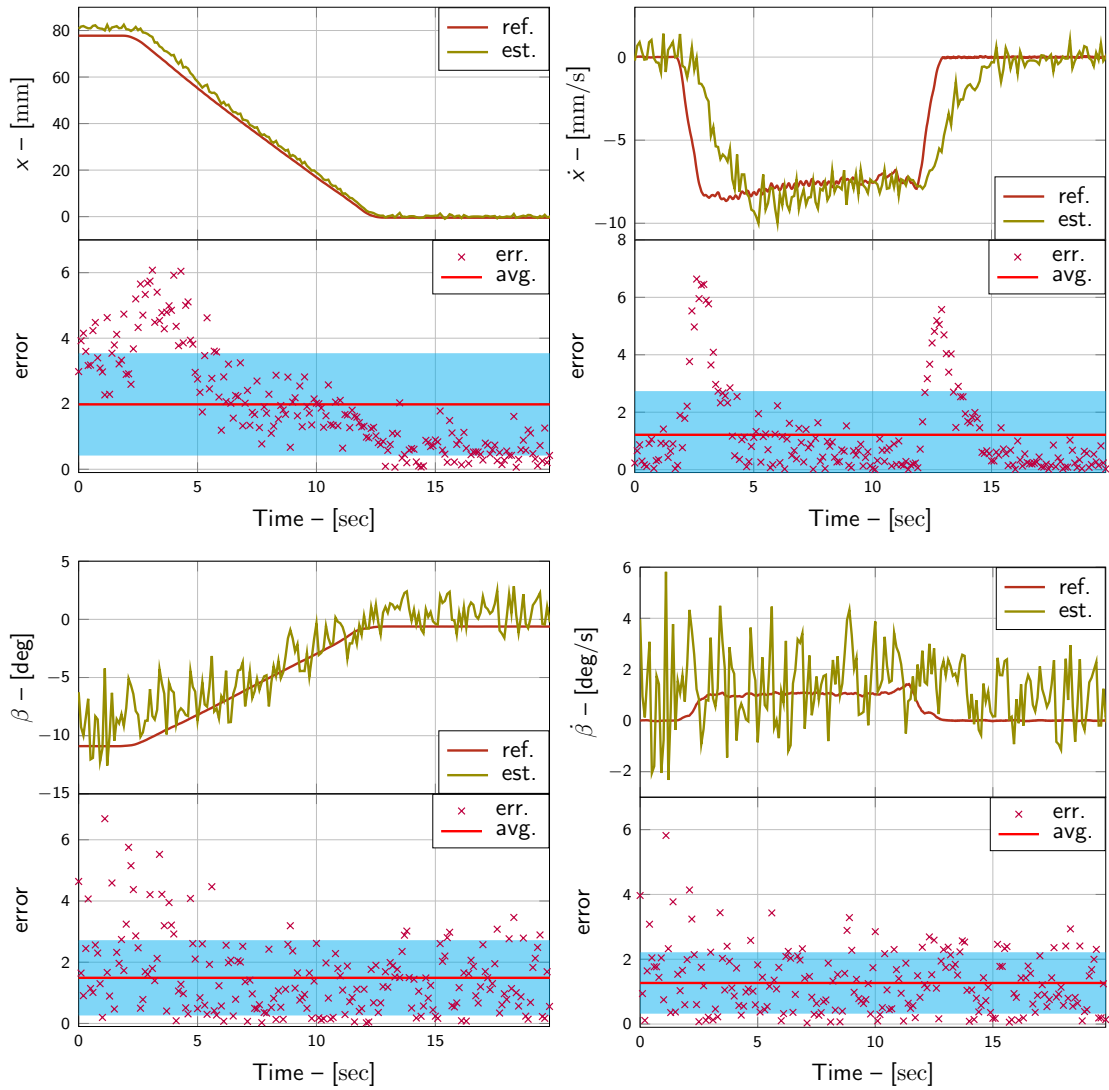 80
60
40
20
0
x – [mm]
ref.
est.
6
4
2
0
error
err.
avg.
0
5
10
15
Time – [sec]
0
−5
−10
ẋ – [mm/s]
ref.
est.
8
6
4
2
0
error
err.
avg.
0
5
10
15
Time – [sec]
5
0
−5
−10
−15
β – [deg]
ref.
est.
6
4
2
0
error
err.
avg.
0
5
10
15
Time – [sec]
6
4
2
0
−2
β̇ – [deg/s]
ref.
est.
6
4
2
0
error
err.
avg.
0
5
10
15
Time – [sec]